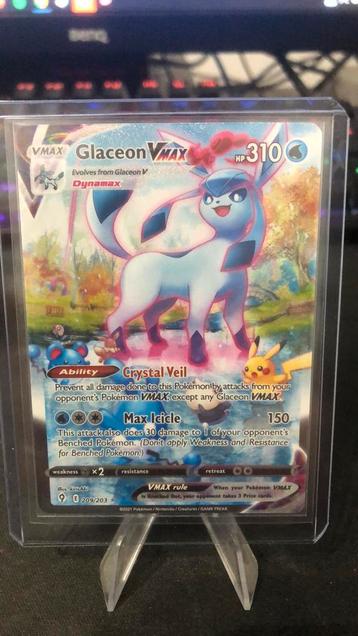 BenQ
VMAX
Glaceon VMAX
HP 310
Evolves from Glaceon V
Dynamax
Ability Crystal Veil
Prevent all damage done to this Pokémon by attacks from your
opponent's Pokémon VMAX, except any Glaceon VMAX.
Max Icicle 150
This attack also does 30 damage to 1 of your opponent's
Benched Pokémon. (Don't apply Weakness and Resistance
for Benched Pokémon.)
weakness ×2 resistance retreat
VMAX rule When your Pokémon VMAX
is Knocked Out, your opponent takes 3 Prize cards.
209/203
©2021 Pokémon / Nintendo / Creatures / GAME FREAK